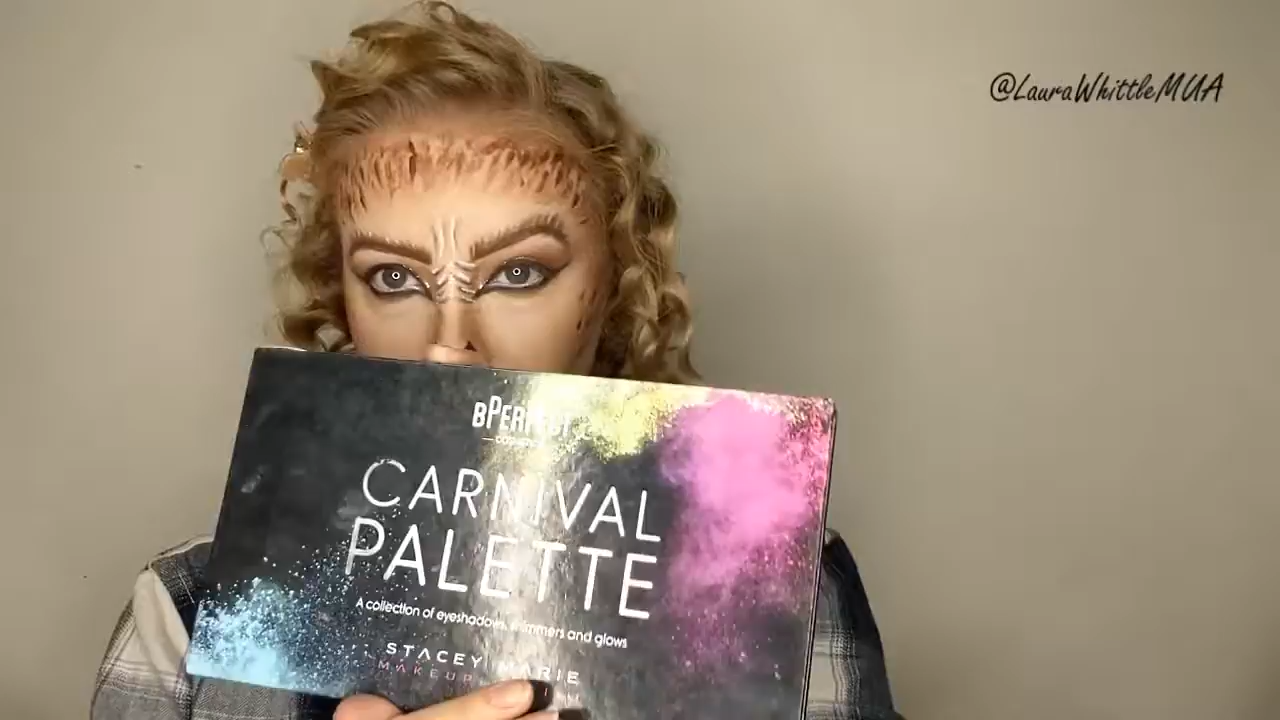 @LauraWhittleMUA
BPERFECT
CARNIVAL
PALETTE
A collection of eyeshadows, shimmers and glows
STACEY MARIE
MAKEUP